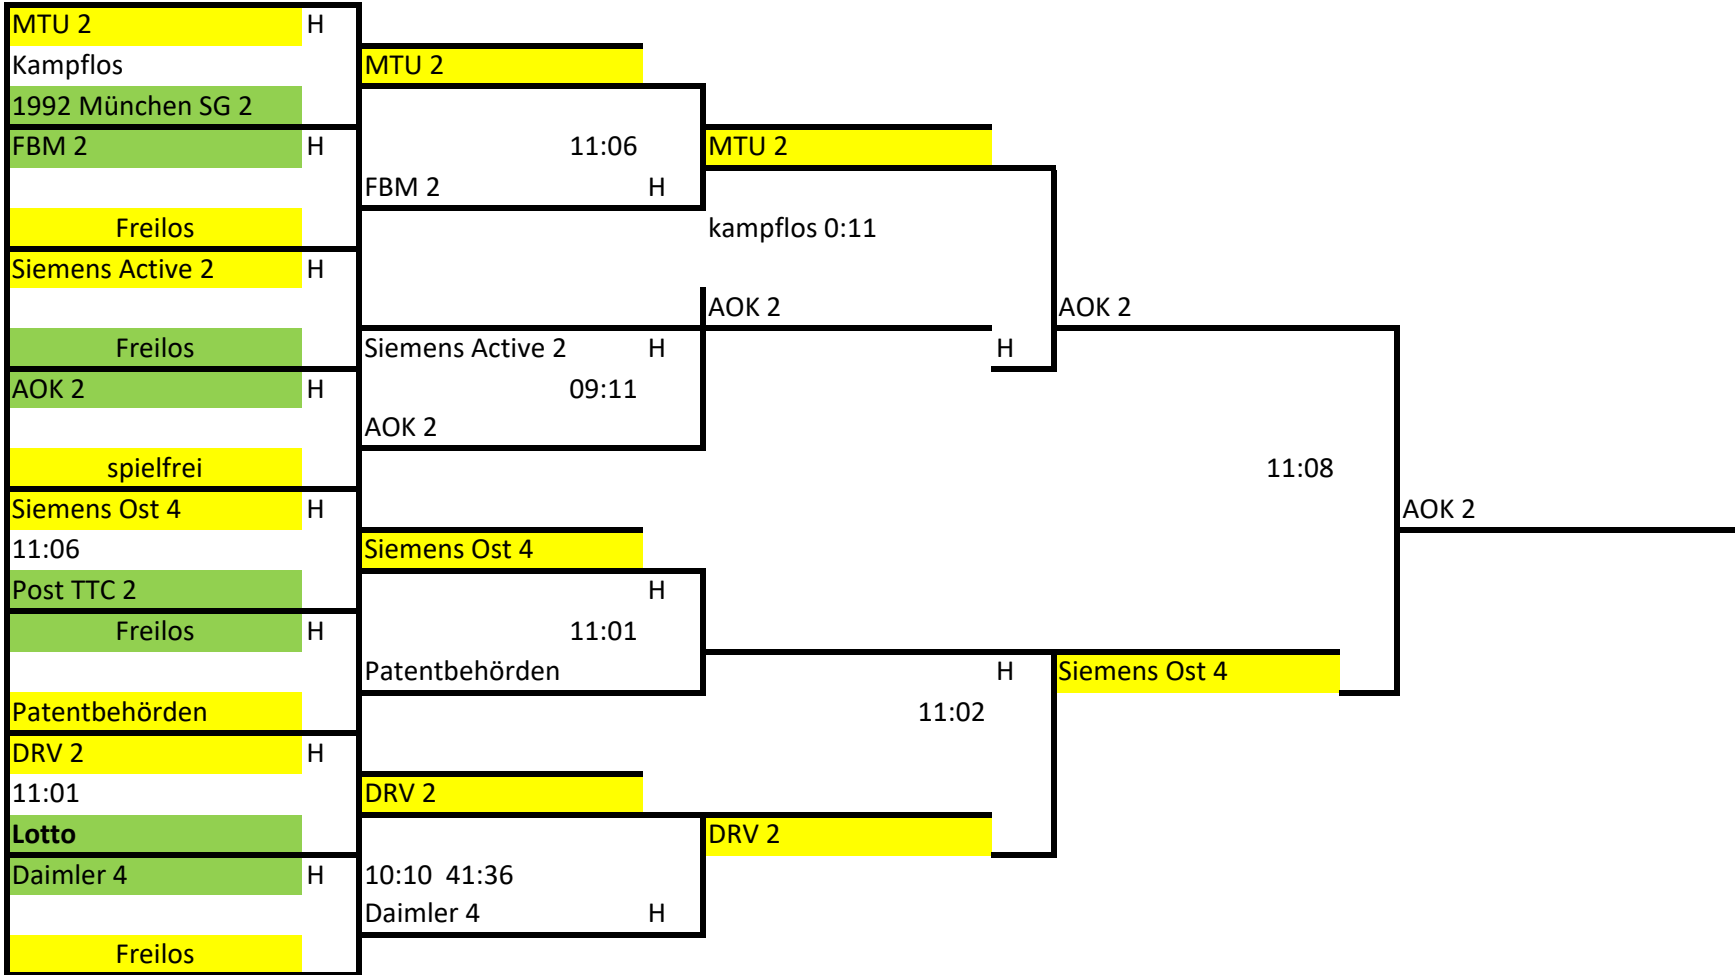 MTU 2 H
Kampflos MTU 2
1992 München SG 2
FBM 2 H 11:06 MTU 2
FBM 2 H
Freilos kampflos 0:11
Siemens Active 2 H
AOK 2 AOK 2
Freilos Siemens Active 2 H H
AOK 2 H 09:11
AOK 2
spielfrei 11:08
Siemens Ost 4 H AOK 2
11:06 Siemens Ost 4
Post TTC 2 H
Freilos H 11:01
Patentbehörden H Siemens Ost 4
Patentbehörden 11:02
DRV 2 H
11:01 DRV 2
Lotto DRV 2
Daimler 4 H 10:10 41:36
Daimler 4 H
Freilos